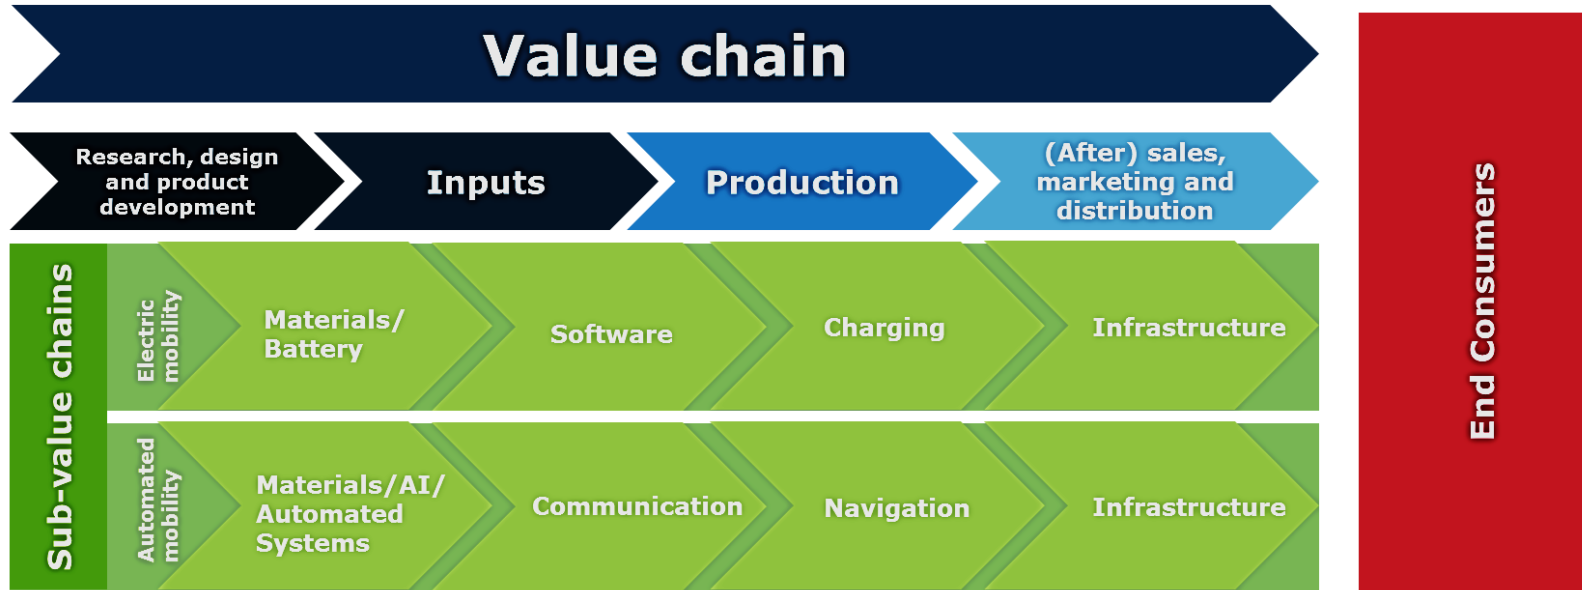 Value chain
Research, design
and product
development
Inputs
Production
(After) sales,
marketing and
distribution
Sub-value chains
Electric
mobility
Materials/
Battery
Software
Charging
Infrastructure
Automated
mobility
Materials/AI/
Automated
Systems
Communication
Navigation
Infrastructure
End Consumers